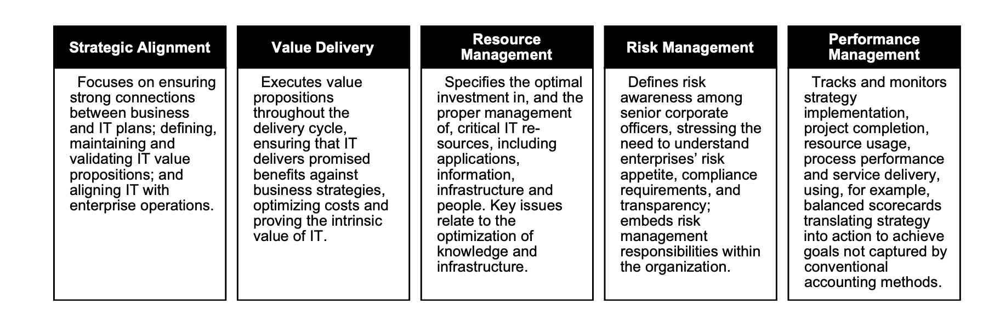 Strategic Alignment
Focuses on ensuring
strong connections
between business
and IT plans; defining,
maintaining and
validating IT value
propositions; and
aligning IT with
enterprise operations.
Value Delivery
Executes value
propositions
throughout the
delivery cycle,
ensuring that IT
delivers promised
benefits against
business strategies,
optimizing costs and
proving the intrinsic
value of IT.
Resource
Management
Specifies the optimal
investment in, and the
proper management
of, critical IT re-
sources, including
applications,
information,
infrastructure and
people. Key issues
relate to the
optimization of
knowledge and
infrastructure.
Risk Management
Defines risk
awareness among
senior corporate
officers, stressing the
need to understand
enterprises’ risk
appetite, compliance
requirements, and
transparency;
embeds risk
management
responsibilities within
the organization.
Performance
Management
Tracks and monitors
strategy
implementation,
project completion,
resource usage,
process performance
and service delivery,
using, for example,
balanced scorecards
translating strategy
into action to achieve
goals not captured by
conventional
accounting methods.